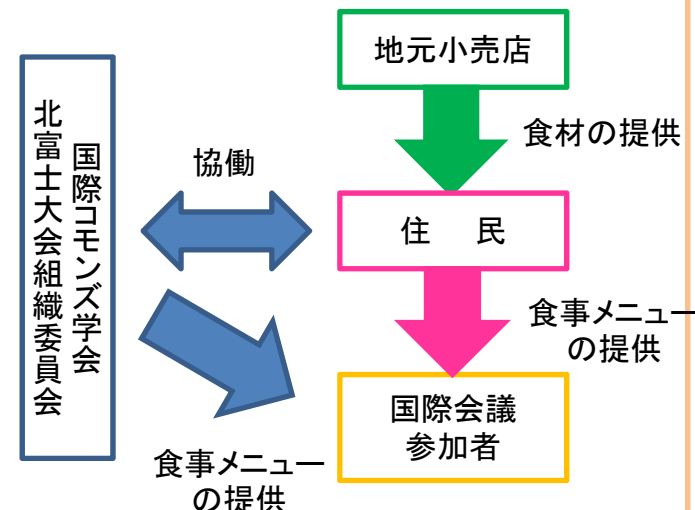 国際コモンズ学会
北富士大会組織委員会
協働
地元小売店
食材の提供
住　民
食事メニュー
の提供
国際会議
参加者
食事メニュー
の提供